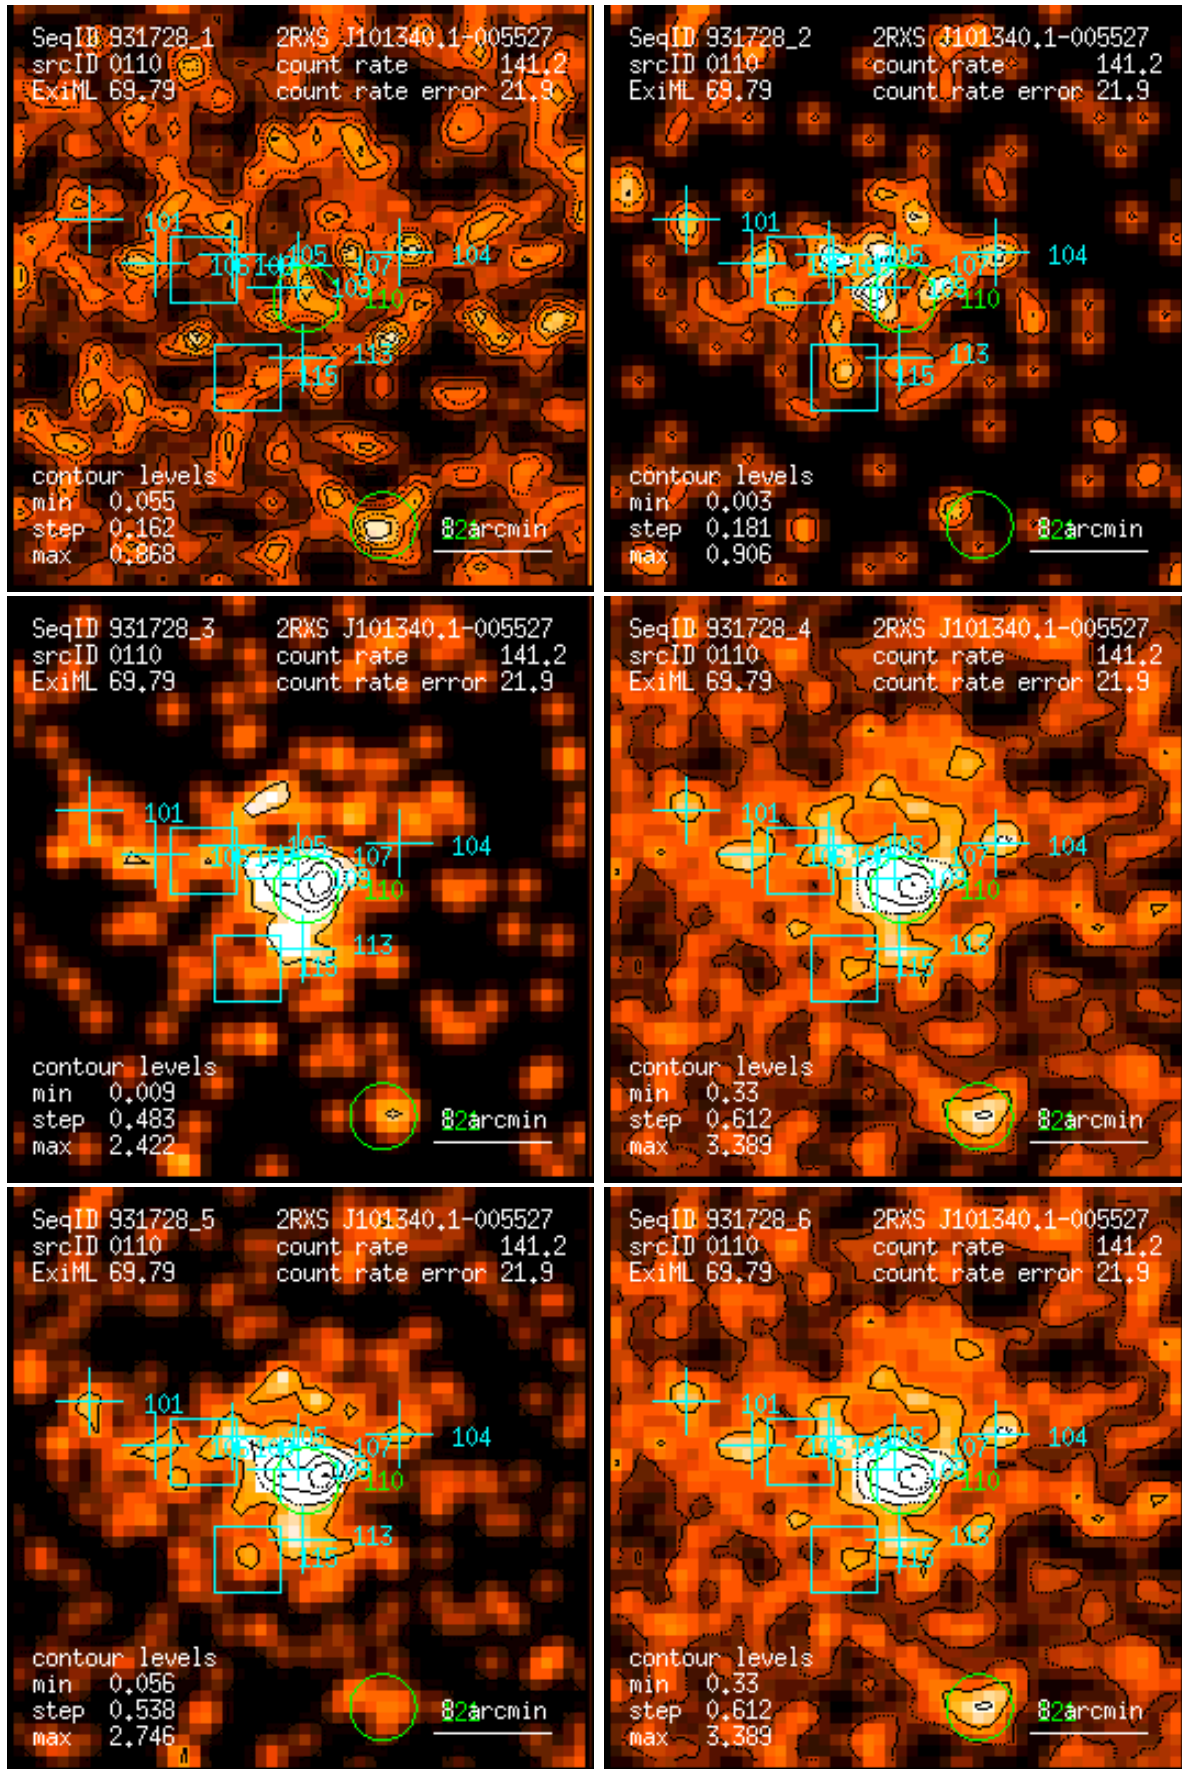 SeqID 931728_1 2RXS J101340.1-005527
srcID 0110 count rate 141.2
ExiML 69.79 count rate error 21.9
101
105
107
104
109
110
113
115
contour levels
min 0.055
step 0.162
max 0.868
arcmin
SeqID 931728_2 2RXS J101340.1-005527
srcID 0110 count rate 141.2
ExiML 69.79 count rate error 21.9
101
105
107
104
109
110
113
115
contour levels
min 0.003
step 0.181
max 0.906
arcmin
SeqID 931728_3 2RXS J101340.1-005527
srcID 0110 count rate 141.2
ExiML 69.79 count rate error 21.9
101
105
107
104
109
110
113
115
contour levels
min 0.009
step 0.483
max 2.422
arcmin
SeqID 931728_4 2RXS J101340.1-005527
srcID 0110 count rate 141.2
ExiML 69.79 count rate error 21.9
101
105
107
104
109
110
113
115
contour levels
min 0.33
step 0.612
max 3.389
arcmin
SeqID 931728_5 2RXS J101340.1-005527
srcID 0110 count rate 141.2
ExiML 69.79 count rate error 21.9
101
105
107
104
109
110
113
115
contour levels
min 0.056
step 0.538
max 2.746
arcmin
SeqID 931728_6 2RXS J101340.1-005527
srcID 0110 count rate 141.2
ExiML 69.79 count rate error 21.9
101
105
107
104
109
110
113
115
contour levels
min 0.33
step 0.612
max 3.389
arcmin